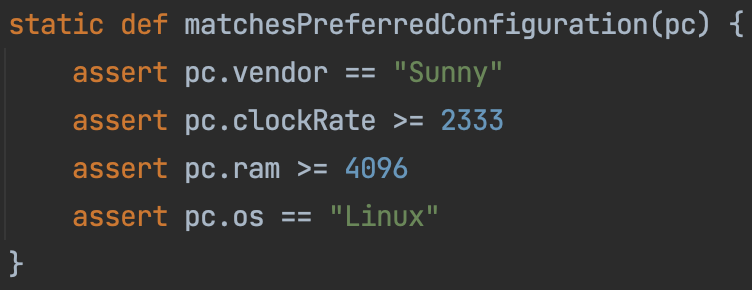 static def matchesPreferredConfiguration(pc) {
    assert pc.vendor == "Sunny"
    assert pc.clockRate >= 2333
    assert pc.ram >= 4096
    assert pc.os == "Linux"
}